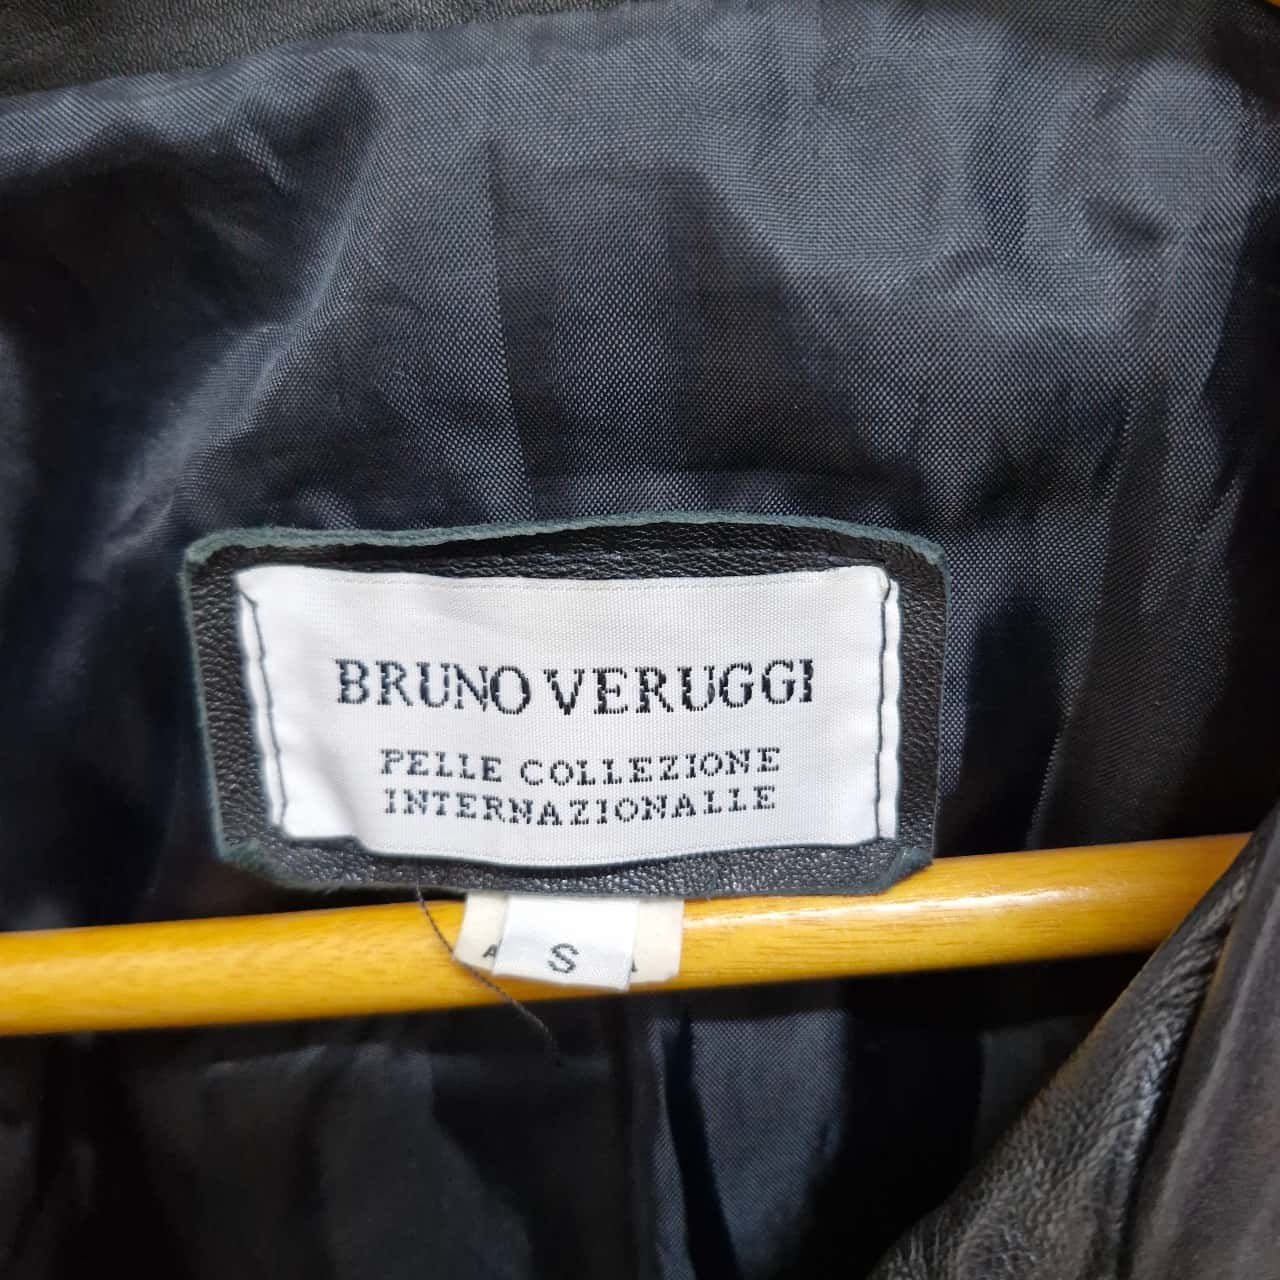 BRUNO VERUGGI
PELLE COLLEZIONE
INTERNAZIONALLE
S